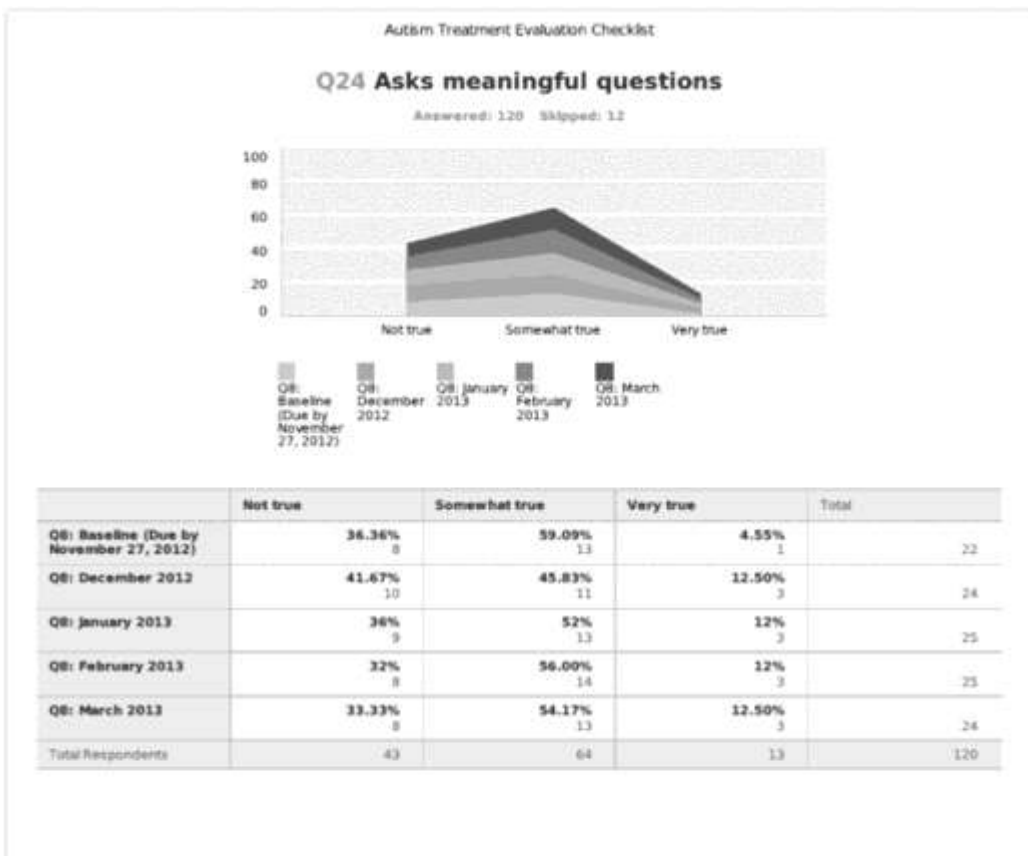 Autism Treatment Evaluation Checklist
Q24 Asks meaningful questions
Answered: 120 Skipped: 12
100
80
60
40
20
0
Not true Somewhat true Very true
Q8: Baseline (Due by November 27, 2012)
Q8: December 2012
Q8: January 2013
Q8: February 2013
Q8: March 2013
Not true Somewhat true Very true Total
Q8: Baseline (Due by November 27, 2012) 36.36% 59.09% 4.55%
8 13 1 22
Q8: December 2012 41.67% 45.83% 12.50%
10 11 3 24
Q8: January 2013 36% 52% 12%
9 13 3 25
Q8: February 2013 32% 56.00% 12%
8 14 3 25
Q8: March 2013 33.33% 54.17% 12.50%
8 13 3 24
Total Respondents 43 64 13 120